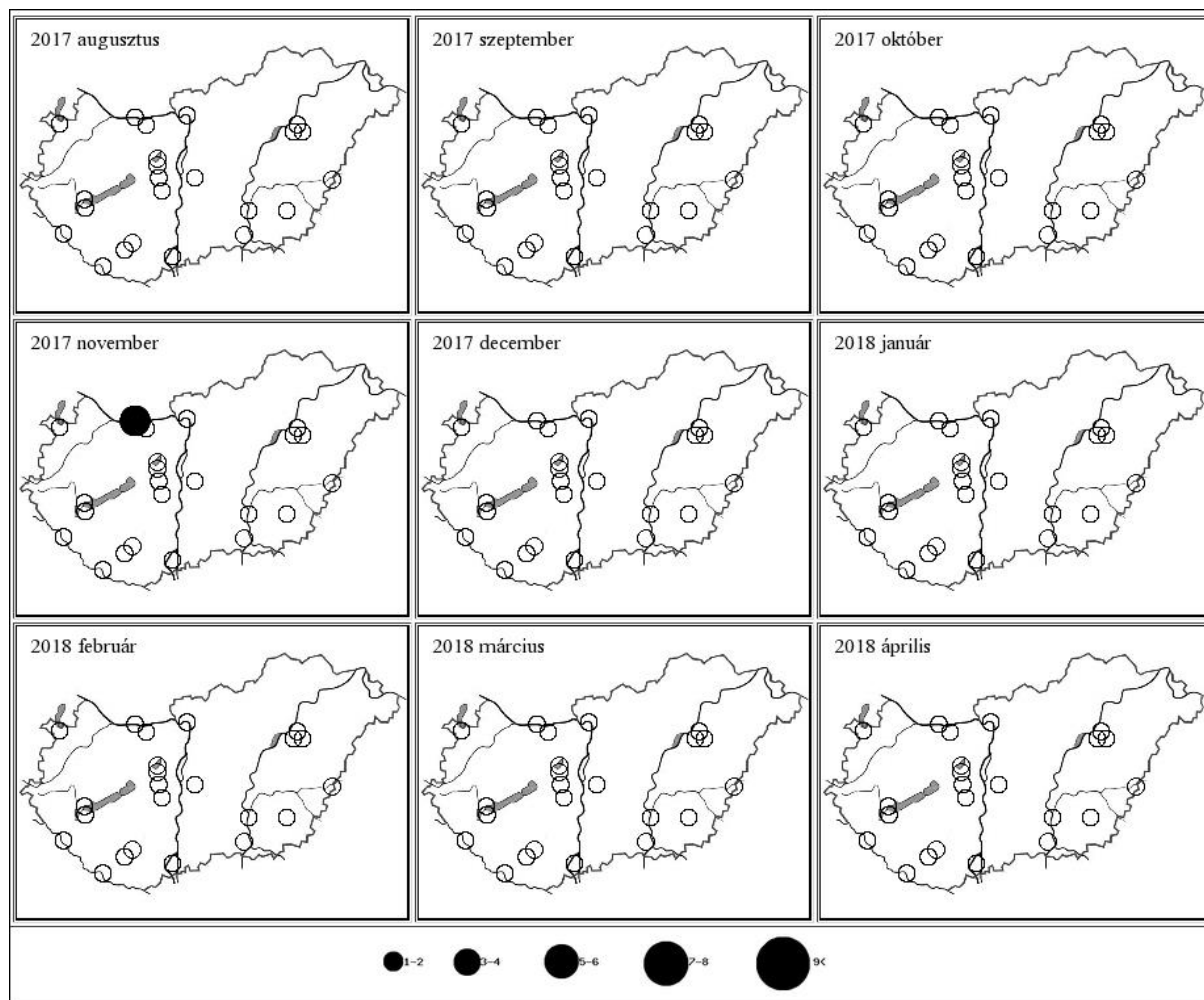 2017 augusztus
2017 szeptember
2017 október
2017 november
2017 december
2018 január
2018 február
2018 március
2018 április
1-2
3-4
5-6
7-8
9<